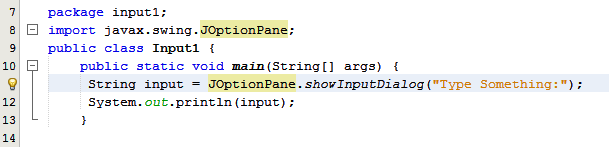 7 package input1;
8 import javax.swing.JOptionPane;
9 public class Input1 {
10 public static void main(String[] args) {
String input = JOptionPane.showInputDialog("Type Something:");
12 System.out.println(input);
13 }
14